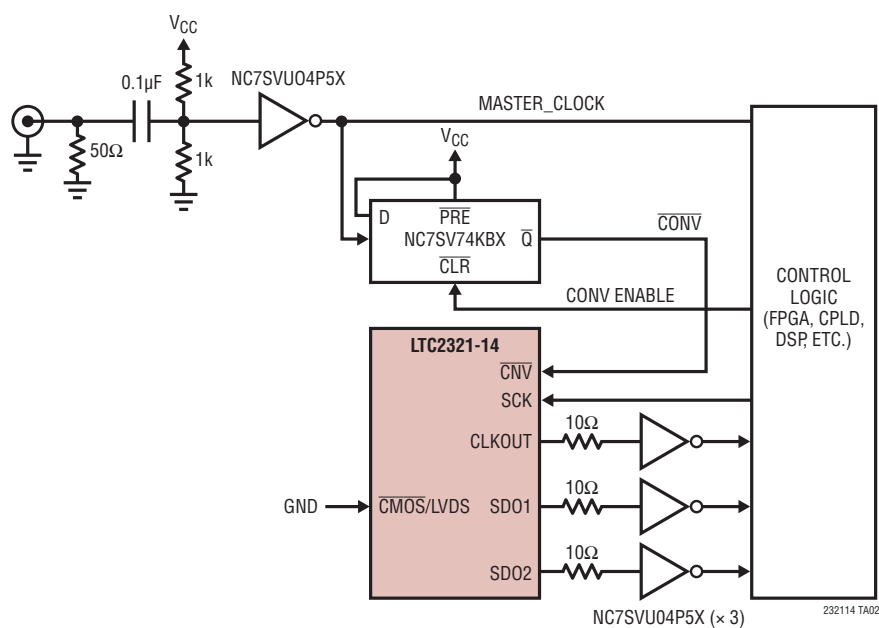 VCC
0.1µF
1k
NC7SVU04P5X
MASTER_CLOCK
50Ω
1k
VCC
D
PRE
NC7SV74KBX
Q
CLR
CONV
CONV ENABLE
CONTROL
LOGIC
(FPGA, CPLD,
DSP, ETC.)
LTC2321-14
CNV
SCK
10Ω
CLKOUT
10Ω
GND
CMOS/LVDS
SDO1
10Ω
SDO2
NC7SVU04P5X (× 3)
232114 TA02